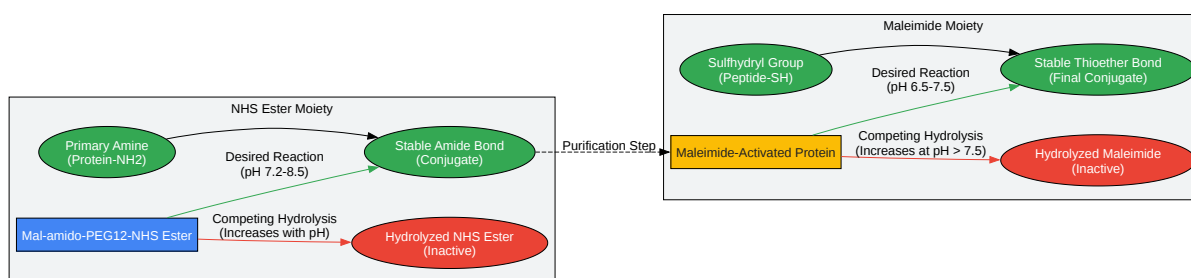 NHS Ester Moiety
Primary Amine
(Protein-NH2)
Desired Reaction
(pH 7.2-8.5)
Stable Amide Bond
(Conjugate)
Mal-amido-PEG12-NHS Ester
Competing Hydrolysis
(Increases with pH)
Hydrolyzed NHS Ester
(Inactive)
Purification Step
Maleimide Moiety
Sulfhydryl Group
(Peptide-SH)
Desired Reaction
(pH 6.5-7.5)
Stable Thioether Bond
(Final Conjugate)
Maleimide-Activated Protein
Competing Hydrolysis
(Increases at pH > 7.5)
Hydrolyzed Maleimide
(Inactive)